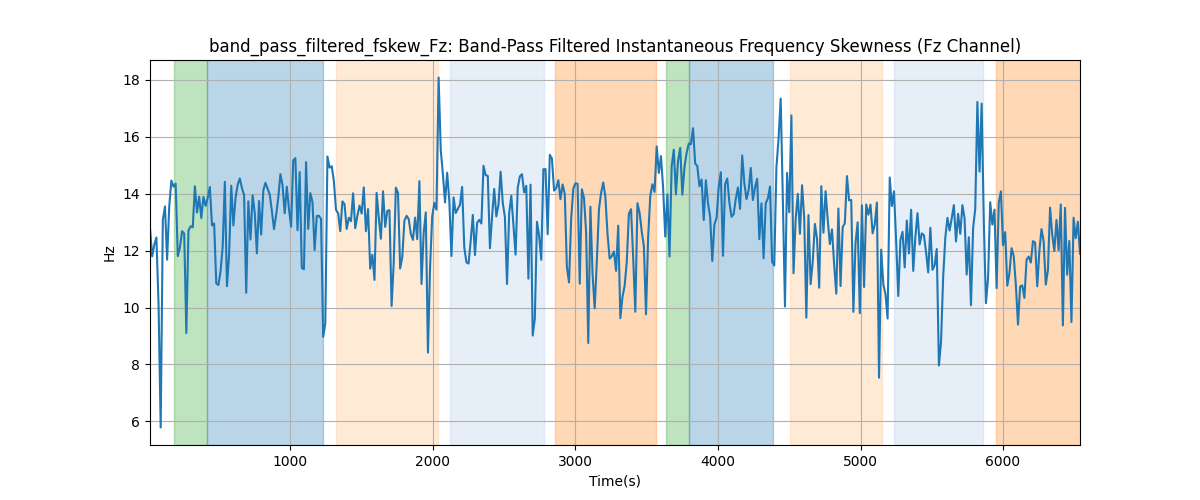 band_pass_filtered_fskew_Fz: Band-Pass Filtered Instantaneous Frequency Skewness (Fz Channel)
18
16
14
12
10
8
6
Hz
1000 2000 3000 4000 5000 6000
Time(s)